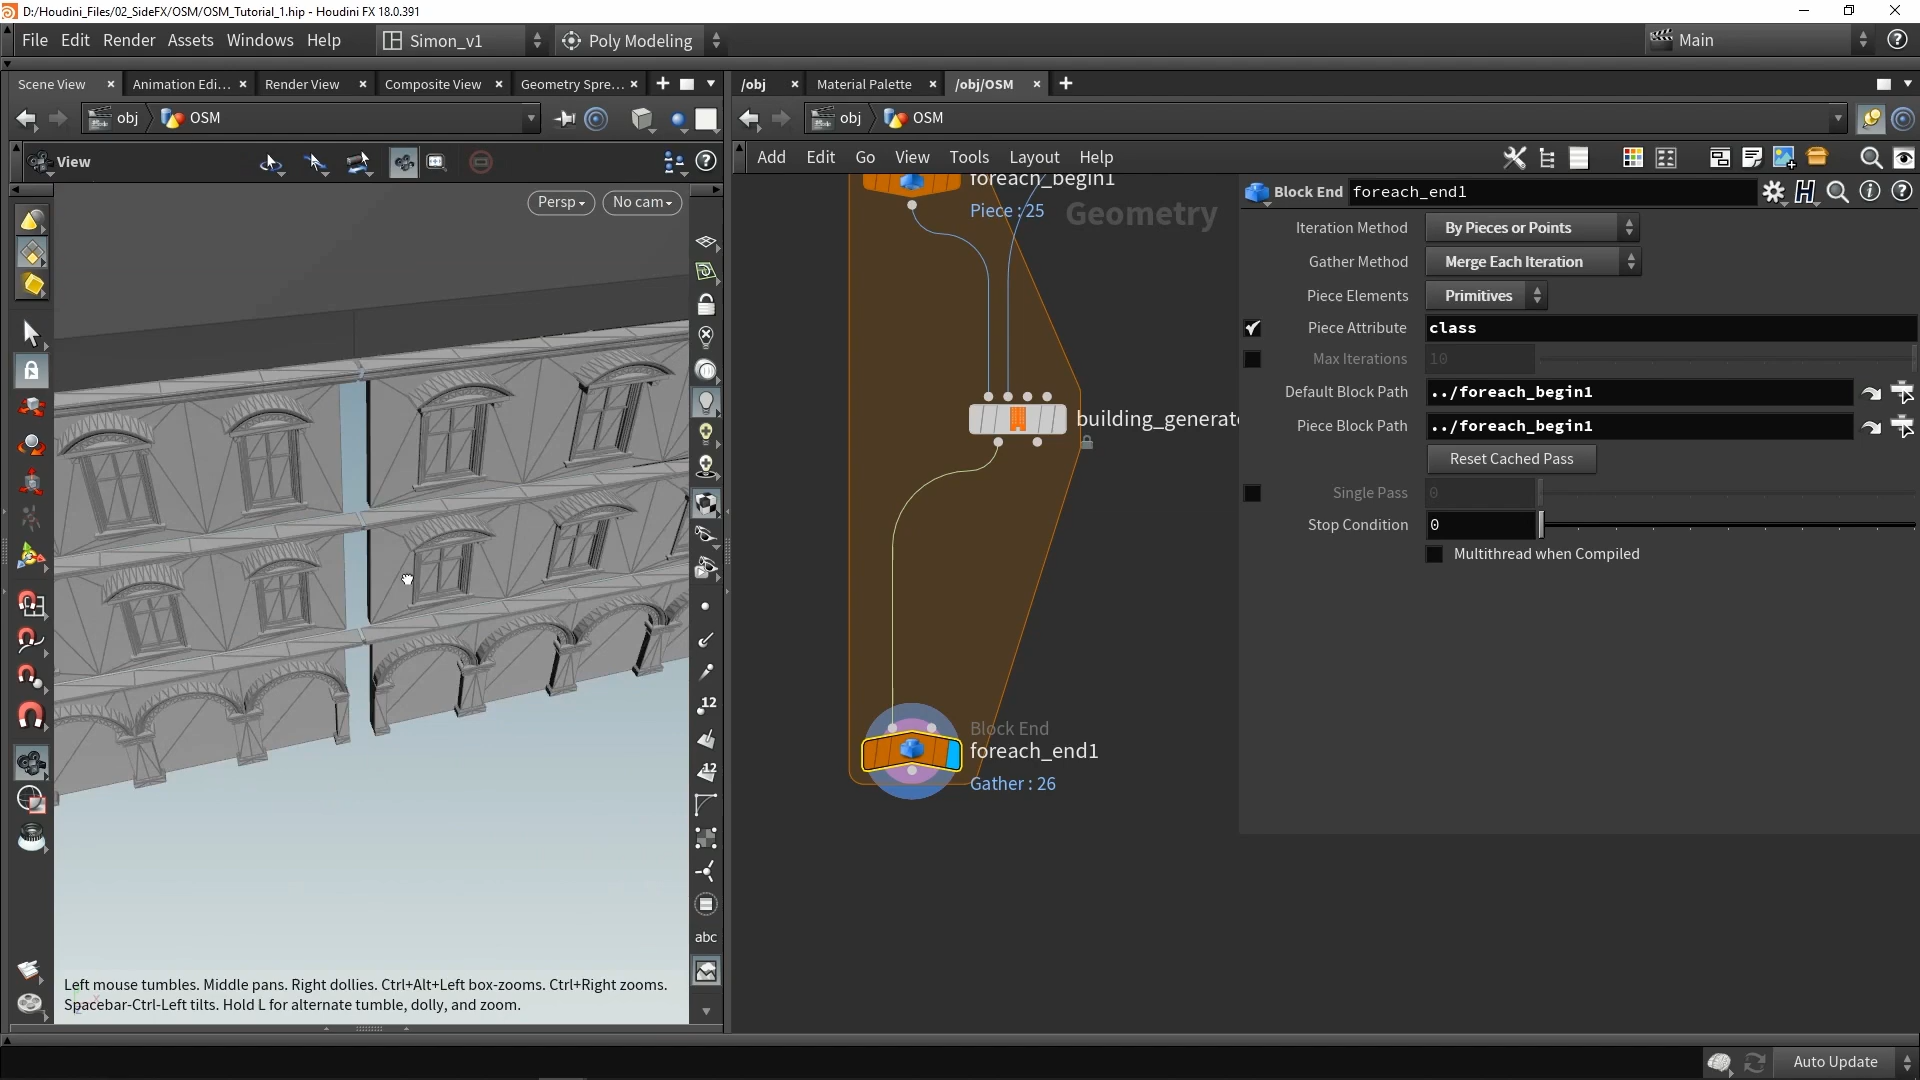 D:/Houdini_Files/02_SideFX/OSM/OSM_Tutorial_1.hip - Houdini FX 18.0.391
File Edit Render Assets Windows Help
Simon_v1
Poly Modeling
Main
Scene View
Animation Edi...
Render View
Composite View
Geometry Spre...
/obj
Material Palette
/obj/OSM
obj
OSM
obj
OSM
View
Add Edit Go View Tools Layout Help
Persp
No cam
foreach_begin1
Piece : 25
Geometry
building_generato
Block End
foreach_end1
Gather : 26
Block End
foreach_end1
Iteration Method
By Pieces or Points
Gather Method
Merge Each Iteration
Piece Elements
Primitives
Piece Attribute
class
Max Iterations
10
Default Block Path
../foreach_begin1
Piece Block Path
../foreach_begin1
Reset Cached Pass
Single Pass
0
Stop Condition
0
Multithread when Compiled
12
12
abc
Left mouse tumbles. Middle pans. Right dollies. Ctrl+Alt+Left box-zooms. Ctrl+Right zooms.
Spacebar-Ctrl-Left tilts. Hold L for alternate tumble, dolly, and zoom.
Auto Update